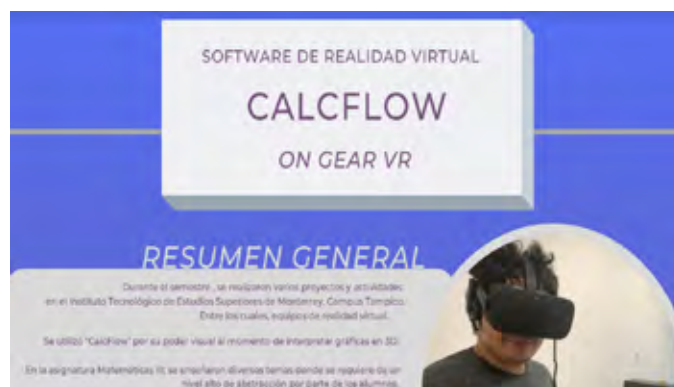 SOFTWARE DE REALIDAD VIRTUAL
CALCFLOW
ON GEAR VR
RESUMEN GENERAL
Durante el semestre, se realizaron varios proyectos y actividades
en el Instituto Tecnológico de Estudios Superiores de Monterrey, Campus Tampico.
Entre los cuales, equipos de realidad virtual.
Se utilizó "CalcFlow" por su poder visual al momento de interpretar gráficas en 3D.
En la asignatura Matemáticas III, se enseñaron diversos temas donde se requiere de un
nivel alto de abstracción por parte de los alumnos.